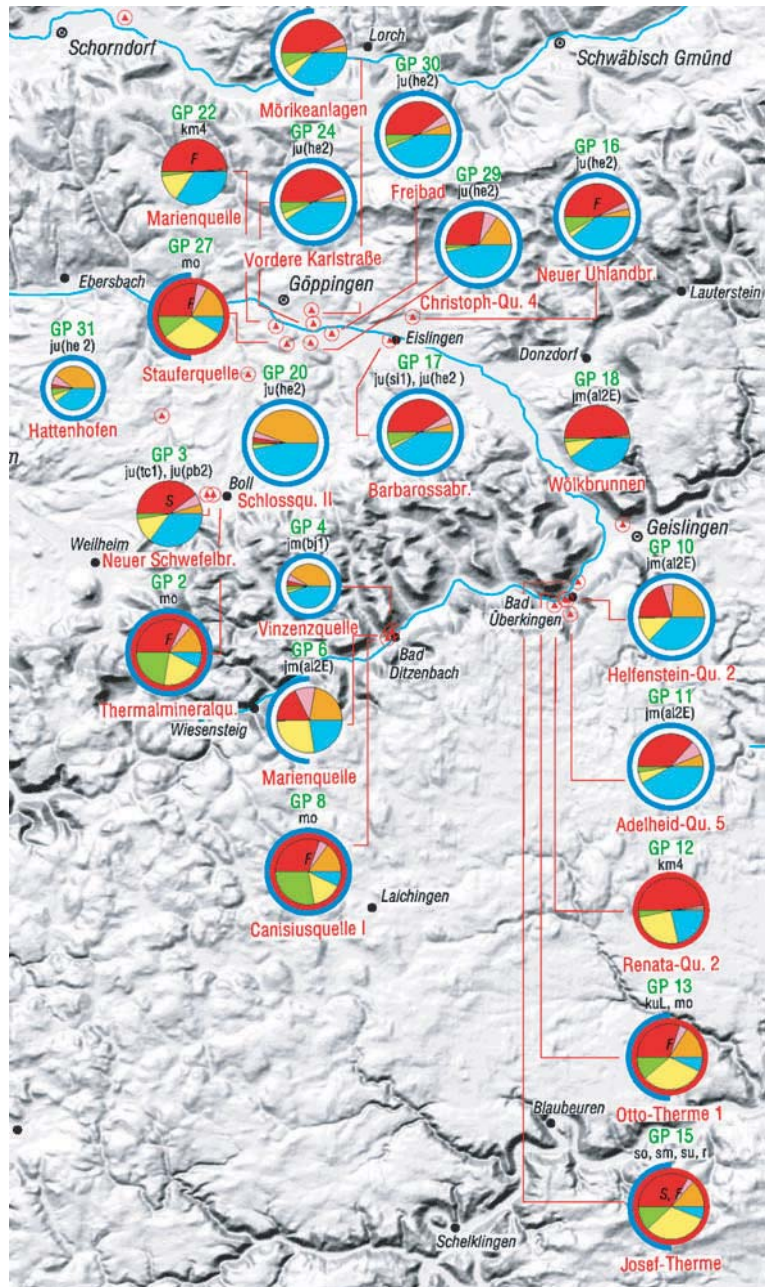 Schorndorf
Lorch
Schwäbisch Gmünd
Mörikeanlagen
GP 30
ju(he2)
Freibad
GP 22
km4
Marienquelle
GP 24
ju(he2)
Vordere Karlstraße
GP 29
ju(he2)
Christoph-Qu. 4
GP 16
ju(he2)
F
Neuer Uhlandbr.
F
GP 27
mo
F
Stauferquelle
Ebersbach
Göppingen
Eislingen
Lauterstein
Donzdorf
GP 31
ju(he 2)
Hattenhofen
GP 20
ju(he2)
Schlossqu. II
GP 17
ju(si1), ju(he2 )
Barbarossabr.
GP 18
jm(al2E)
Wölkbrunnen
m
GP 3
ju(tc1), ju(pb2)
S
Neuer Schwefelbr.
Boll
Weilheim
Geislingen
GP 4
jm(bj1)
Vinzenzquelle
GP 10
jm(al2E)
Helfenstein-Qu. 2
Bad
Überkingen
GP 2
mo
F
Thermalmineralqu.
Bad
Ditzenbach
Wiesensteig
GP 6
jm(al2E)
Marienquelle
GP 11
jm(al2E)
Adelheid-Qu. 5
GP 8
mo
F
Canisiusquelle I
Laichingen
GP 12
km4
Renata-Qu. 2
GP 13
kuL, mo
F
Otto-Therme 1
Blaubeuren
GP 15
so, sm, su, r
S, F
Josef-Therme
Schelklingen